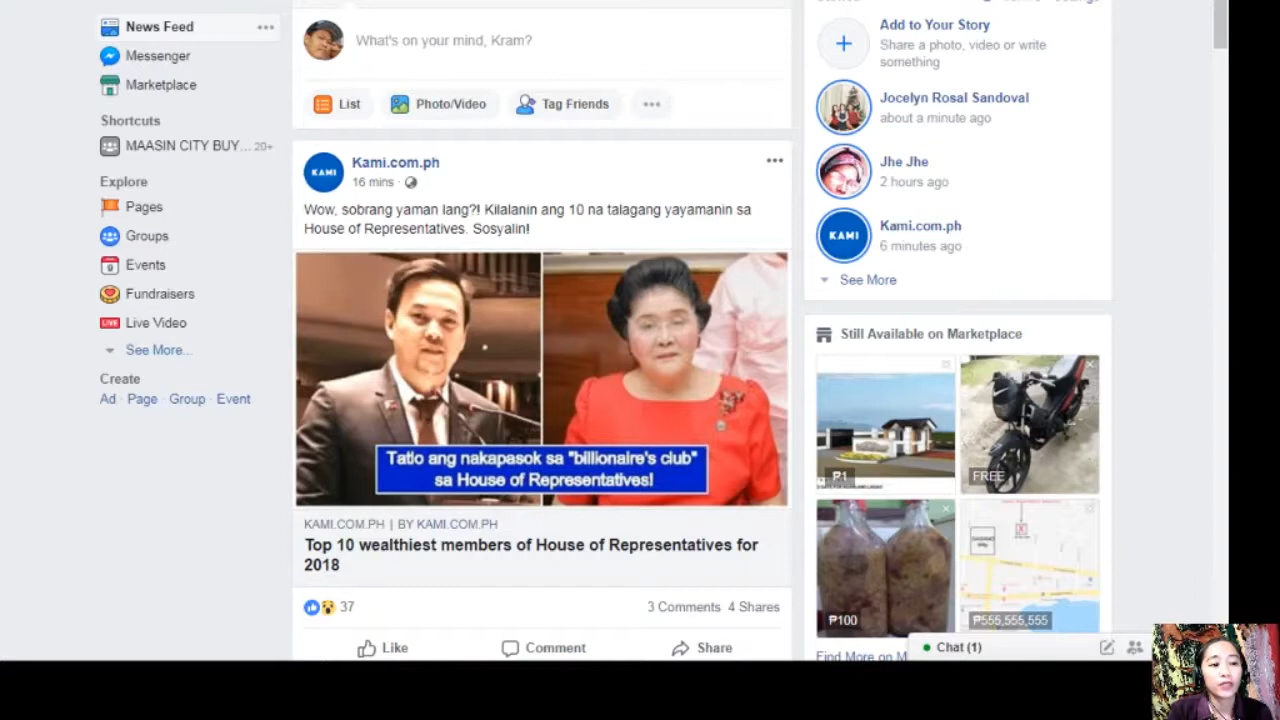 News Feed
Messenger
Marketplace
Shortcuts
MAASIN CITY BUY... 20+
Explore
Pages
Groups
Events
Fundraisers
LIVE Live Video
See More...
Create
Ad · Page · Group · Event
What's on your mind, Kram?
List Photo/Video Tag Friends
KAMI
Kami.com.ph
16 mins ·
Wow, sobrang yaman lang?! Kilalanin ang 10 na talagang yayamanin sa
House of Representatives. Sosyalin!
Tatlo ang nakapasok sa "billionaire's club"
sa House of Representatives!
KAMI.COM.PH | BY KAMI.COM.PH
Top 10 wealthiest members of House of Representatives for
2018
37
3 Comments 4 Shares
Like Comment Share
Add to Your Story
Share a photo, video or write
something
Jocelyn Rosal Sandoval
about a minute ago
Jhe Jhe
2 hours ago
KAMI
Kami.com.ph
6 minutes ago
See More
Still Available on Marketplace
₱1
FREE
₱100
₱555,555,555
Find More on M
Chat (1)